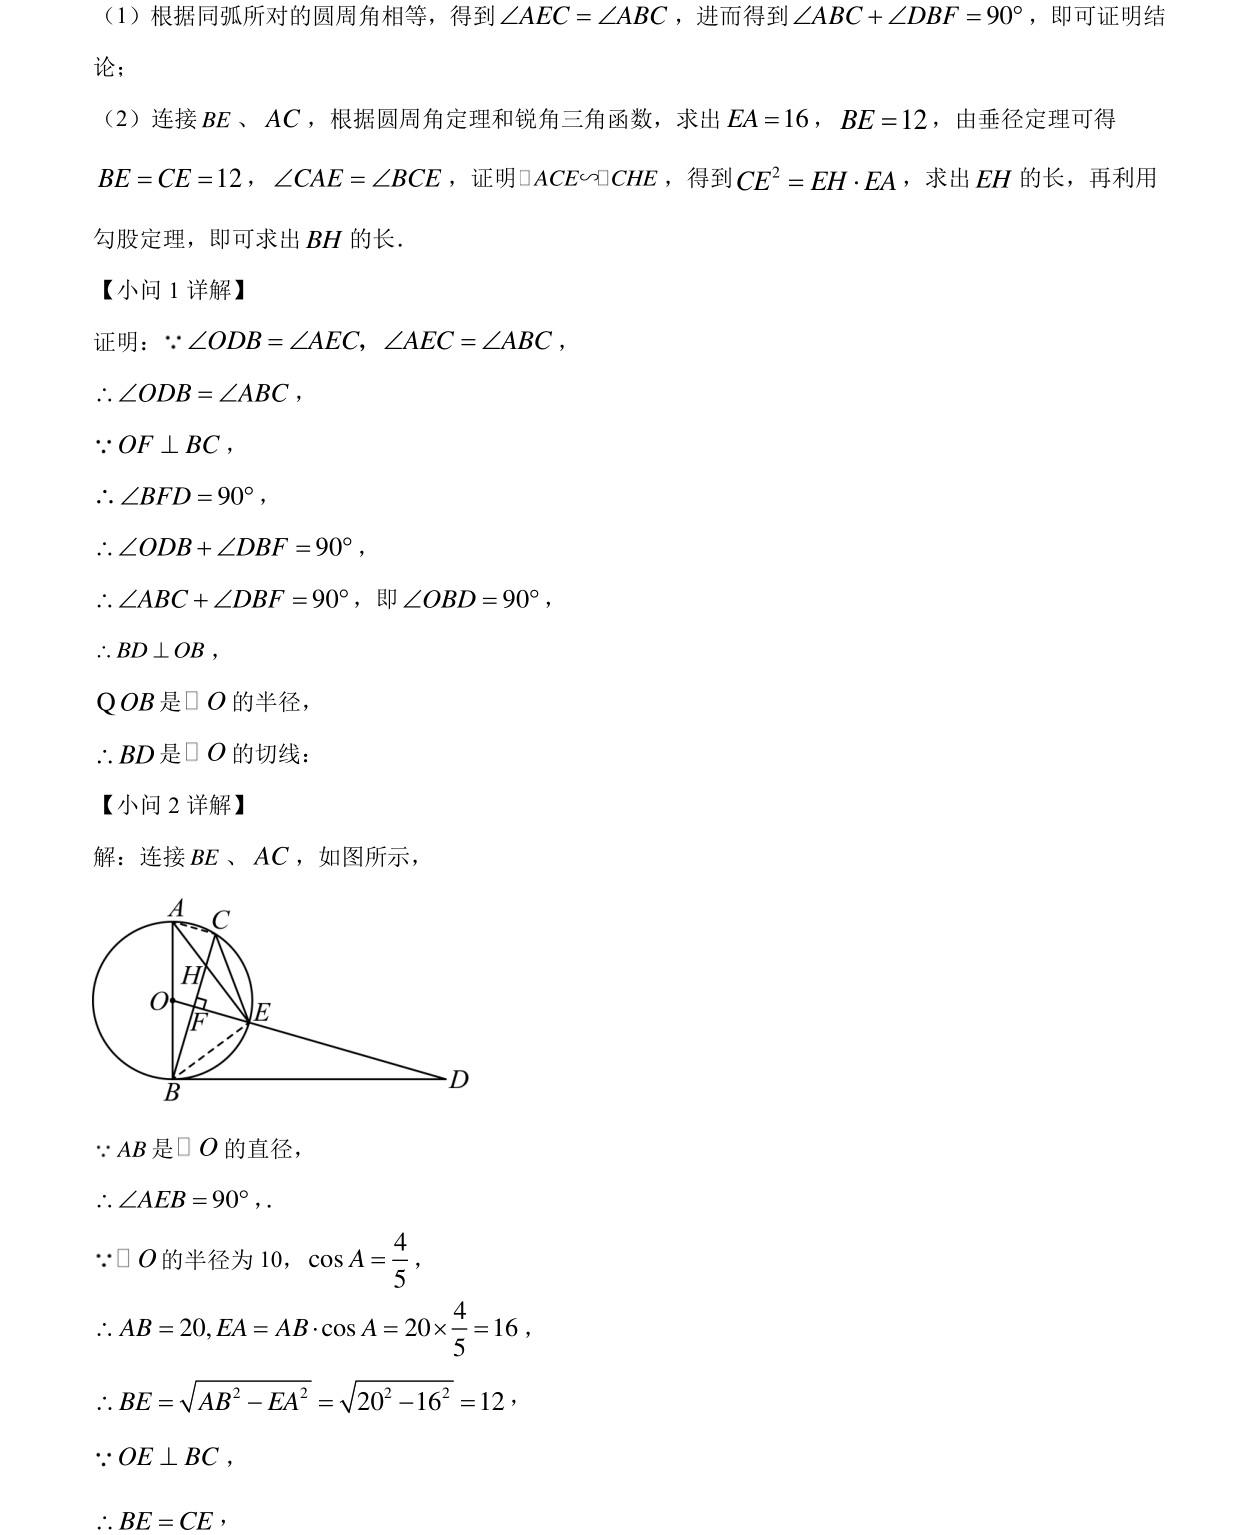 （1）根据同弧所对的圆周角相等，得到∠AEC = ∠ABC，进而得到∠ABC + ∠DBF = 90°，即可证明结
论；
（2）连接BE、AC，根据圆周角定理和锐角三角函数，求出EA = 16，BE = 12，由垂径定理可得
BE = CE = 12，∠CAE = ∠BCE，证明□ACE∽□CHE，得到CE² = EH · EA，求出EH 的长，再利用
勾股定理，即可求出BH 的长．
【小问 1 详解】
证明：∵∠ODB = ∠AEC, ∠AEC = ∠ABC，
∴∠ODB = ∠ABC，
∵OF ⊥ BC，
∴∠BFD = 90°，
∴∠ODB + ∠DBF = 90°，
∴∠ABC + ∠DBF = 90°，即∠OBD = 90°，
∴BD ⊥ OB，
Q OB是□ O 的半径，
∴BD是□ O 的切线：
【小问 2 详解】
解：连接BE、AC，如图所示，
A
C
H
O
F
E
B
D
∵AB是□ O 的直径，
∴∠AEB = 90°，.
∵□ O的半径为 10，cos A = 4/5，
∴AB = 20, EA = AB · cos A = 20 × 4/5 = 16，
∴BE = √(AB² − EA²) = √(20² − 16²) = 12，
∵OE ⊥ BC，
∴BE = CE，